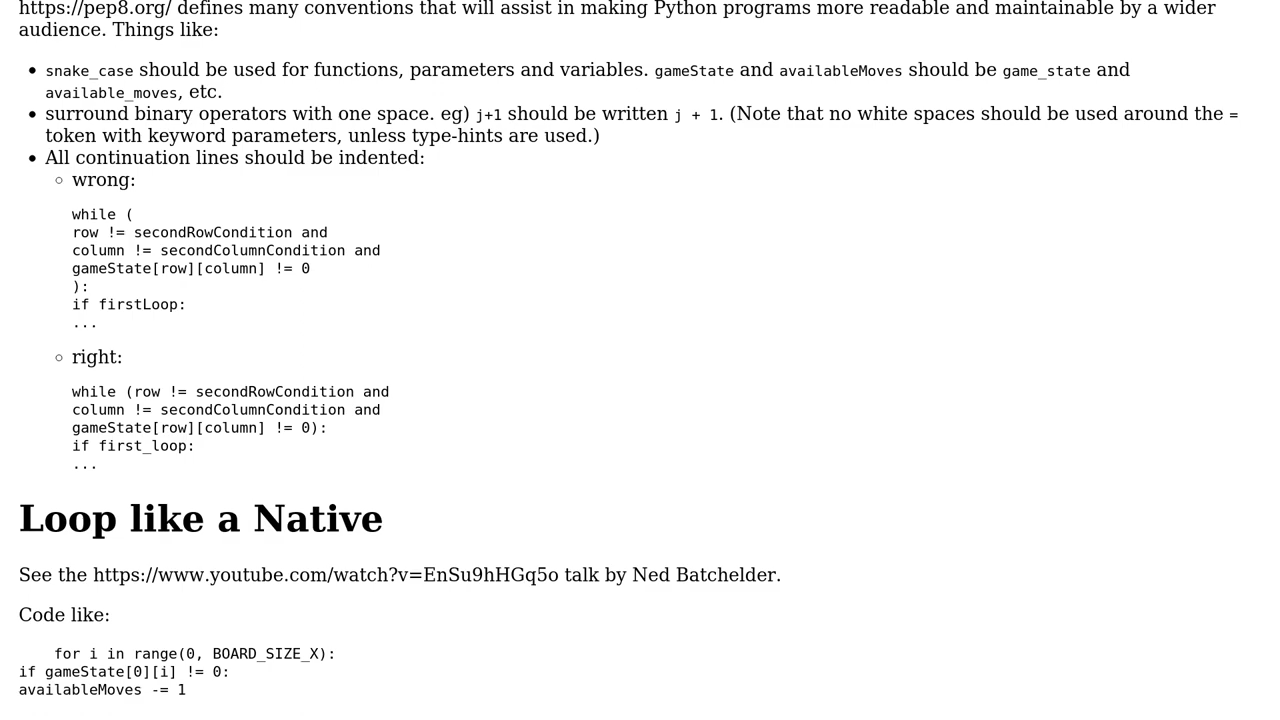 https://pep8.org/ defines many conventions that will assist in making Python programs more readable and maintainable by a wider
audience. Things like:
• snake_case should be used for functions, parameters and variables. gameState and availableMoves should be game_state and
available_moves, etc.
• surround binary operators with one space. eg) j+1 should be written j + 1. (Note that no white spaces should be used around the =
token with keyword parameters, unless type-hints are used.)
• All continuation lines should be indented:
◦ wrong:
while (
row != secondRowCondition and
column != secondColumnCondition and
gameState[row][column] != 0
):
if firstLoop:
...
◦ right:
while (row != secondRowCondition and
column != secondColumnCondition and
gameState[row][column] != 0):
if first_loop:
...
Loop like a Native
See the https://www.youtube.com/watch?v=EnSu9hHGq5o talk by Ned Batchelder.
Code like:
    for i in range(0, BOARD_SIZE_X):
if gameState[0][i] != 0:
availableMoves -= 1